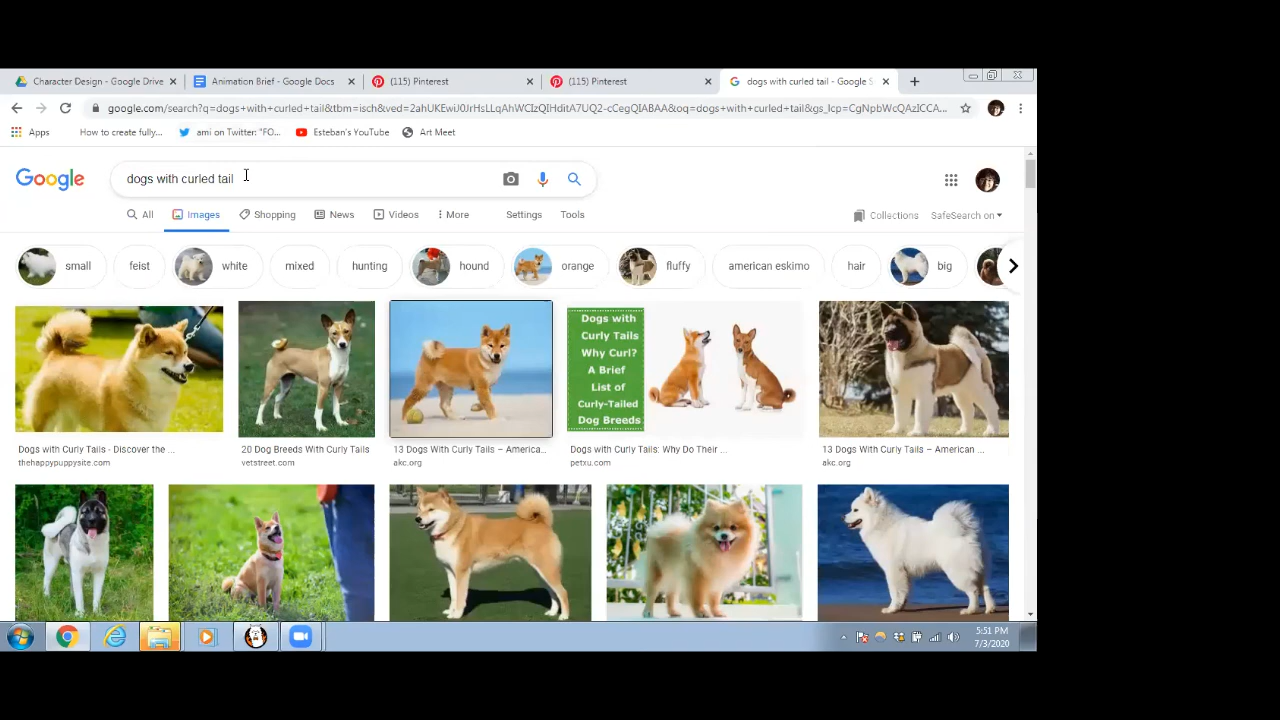 Character Design - Google Drive
Animation Brief - Google Docs
(115) Pinterest
(115) Pinterest
dogs with curled tail - Google S
google.com/search?q=dogs+with+curled+tail&tbm=isch&ved=2ahUKEwiJ0JrHsLLqAhWCIzQIHditA7UQ2-cCegQIABAA&oq=dogs+with+curled+tail&gs_lcp=CgNpbWcQAzICCA...
Apps
How to create fully...
ami on Twitter: "FO...
Esteban's YouTube
Art Meet
Google
dogs with curled tail
All
Images
Shopping
News
Videos
More
Settings
Tools
Collections
SafeSearch on
small
feist
white
mixed
hunting
hound
orange
fluffy
american eskimo
hair
big
Dogs with
Curly Tails
Why Curl?
A Brief
List of
Curly-Tailed
Dog Breeds
Dogs with Curly Tails - Discover the ...
thehappypuppysite.com
20 Dog Breeds With Curly Tails
vetstreet.com
13 Dogs With Curly Tails – America...
akc.org
Dogs with Curly Tails: Why Do Their ...
petxu.com
13 Dogs With Curly Tails – American ...
akc.org
5:51 PM
7/3/2020